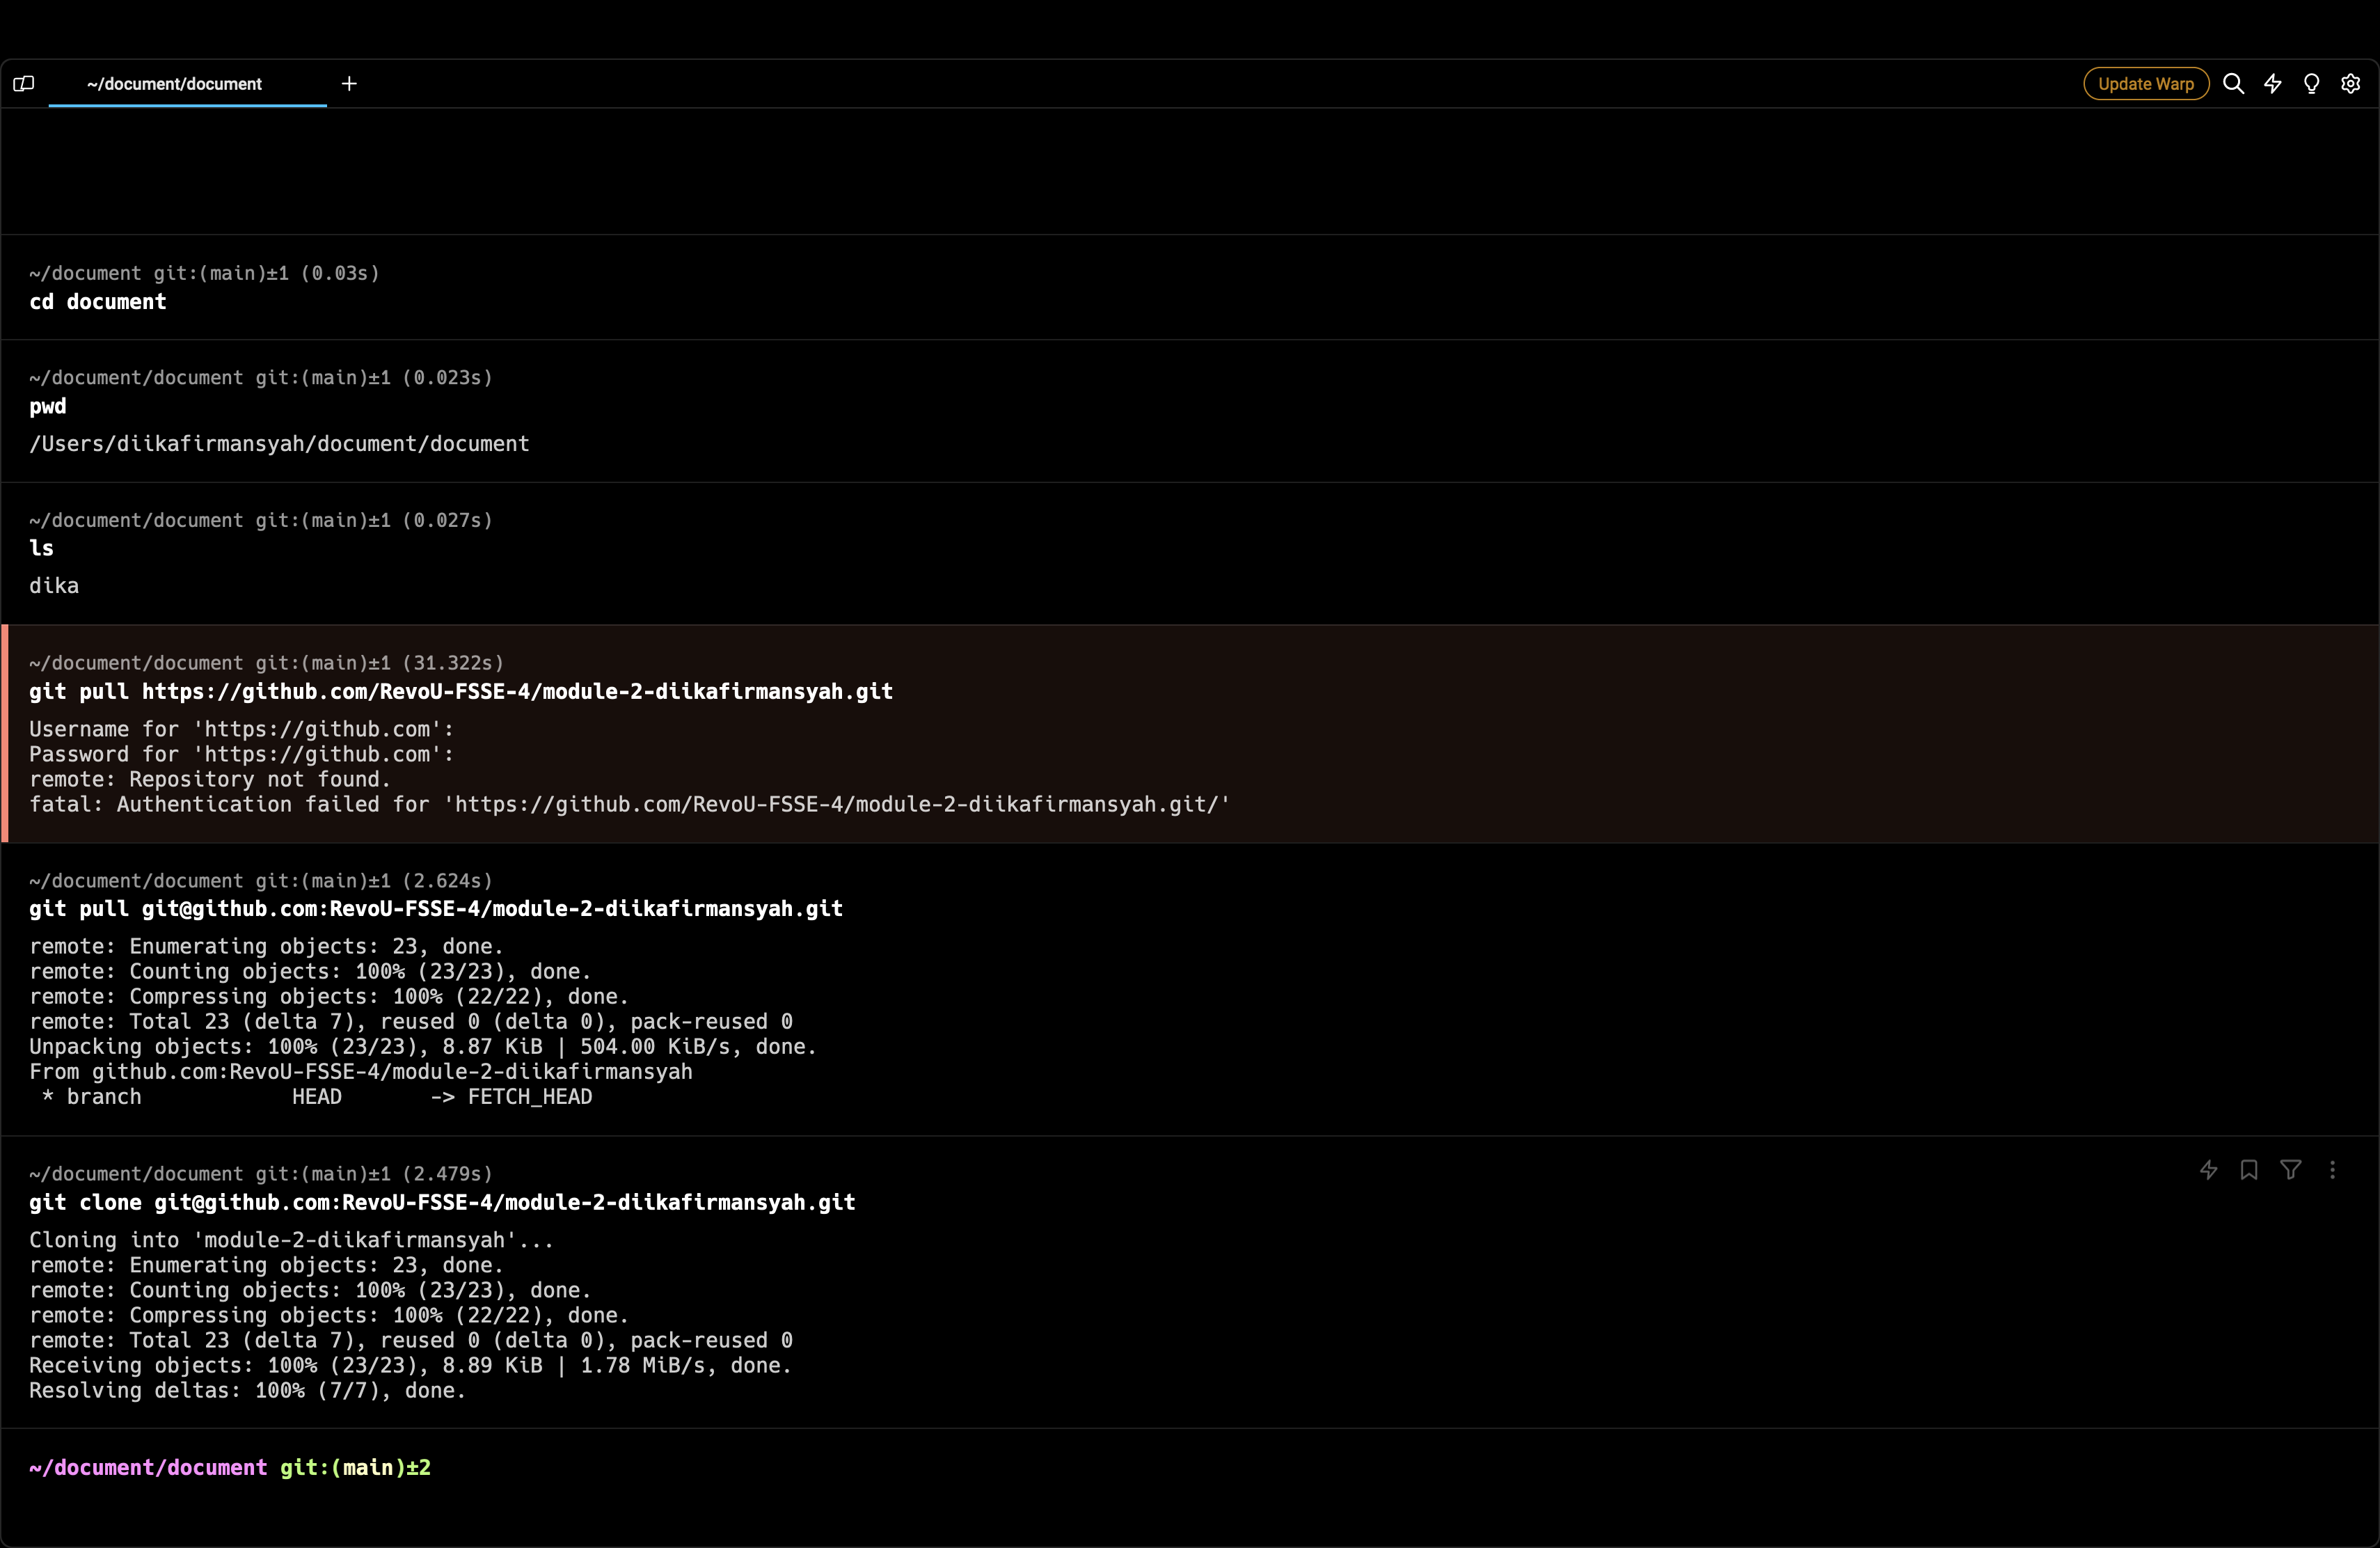 ~/document/document
Update Warp
~/document git:(main)±1 (0.03s)
cd document
~/document/document git:(main)±1 (0.023s)
pwd
/Users/diikafirmansyah/document/document
~/document/document git:(main)±1 (0.027s)
ls
dika
~/document/document git:(main)±1 (31.322s)
git pull https://github.com/RevoU-FSSE-4/module-2-diikafirmansyah.git
Username for 'https://github.com':
Password for 'https://github.com':
remote: Repository not found.
fatal: Authentication failed for 'https://github.com/RevoU-FSSE-4/module-2-diikafirmansyah.git/'
~/document/document git:(main)±1 (2.624s)
git pull git@github.com:RevoU-FSSE-4/module-2-diikafirmansyah.git
remote: Enumerating objects: 23, done.
remote: Counting objects: 100% (23/23), done.
remote: Compressing objects: 100% (22/22), done.
remote: Total 23 (delta 7), reused 0 (delta 0), pack-reused 0
Unpacking objects: 100% (23/23), 8.87 KiB | 504.00 KiB/s, done.
From github.com:RevoU-FSSE-4/module-2-diikafirmansyah
 * branch            HEAD       -> FETCH_HEAD
~/document/document git:(main)±1 (2.479s)
git clone git@github.com:RevoU-FSSE-4/module-2-diikafirmansyah.git
Cloning into 'module-2-diikafirmansyah'...
remote: Enumerating objects: 23, done.
remote: Counting objects: 100% (23/23), done.
remote: Compressing objects: 100% (22/22), done.
remote: Total 23 (delta 7), reused 0 (delta 0), pack-reused 0
Receiving objects: 100% (23/23), 8.89 KiB | 1.78 MiB/s, done.
Resolving deltas: 100% (7/7), done.
~/document/document git:(main)±2